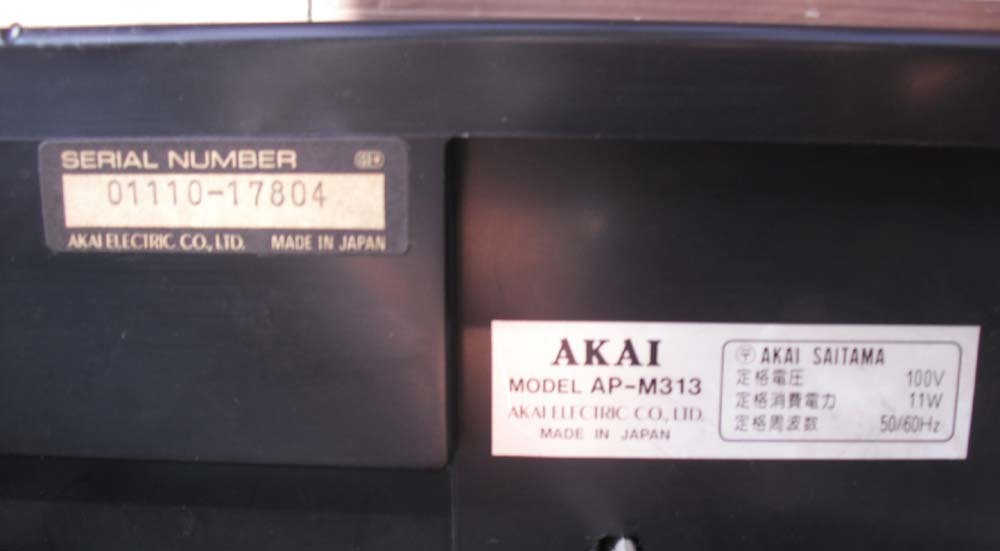 SERIAL NUMBER
01110-17804
AKAI ELECTRIC CO., LTD. MADE IN JAPAN
AKAI
MODEL AP-M313
AKAI ELECTRIC CO., LTD.
MADE IN JAPAN
〒 AKAI SAITAMA
定格電圧 100V
定格消費電力 11W
定格周波数 50/60Hz